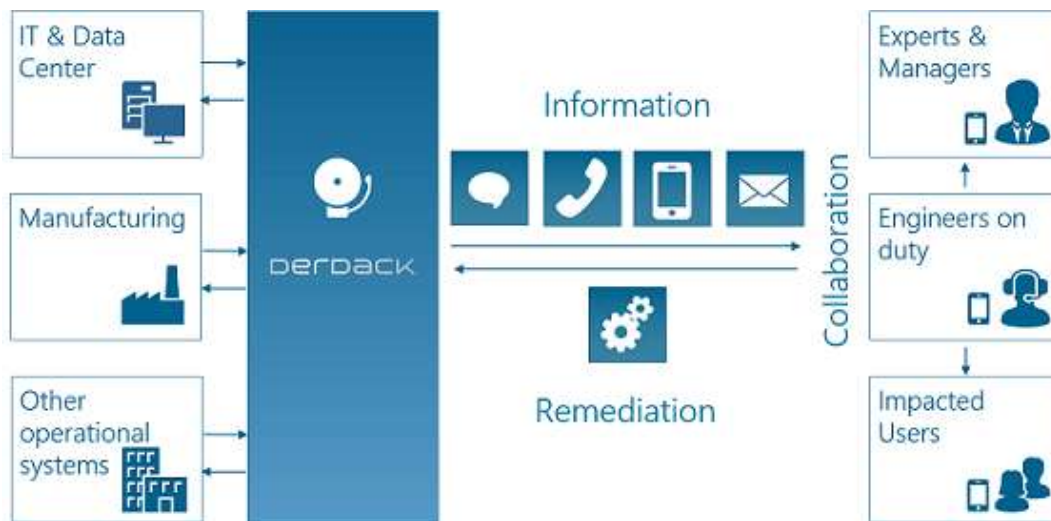 IT & Data
Center
Manufacturing
Other
operational
systems
DERDACK
Information
Remediation
Collaboration
Experts &
Managers
Engineers on
duty
Impacted
Users